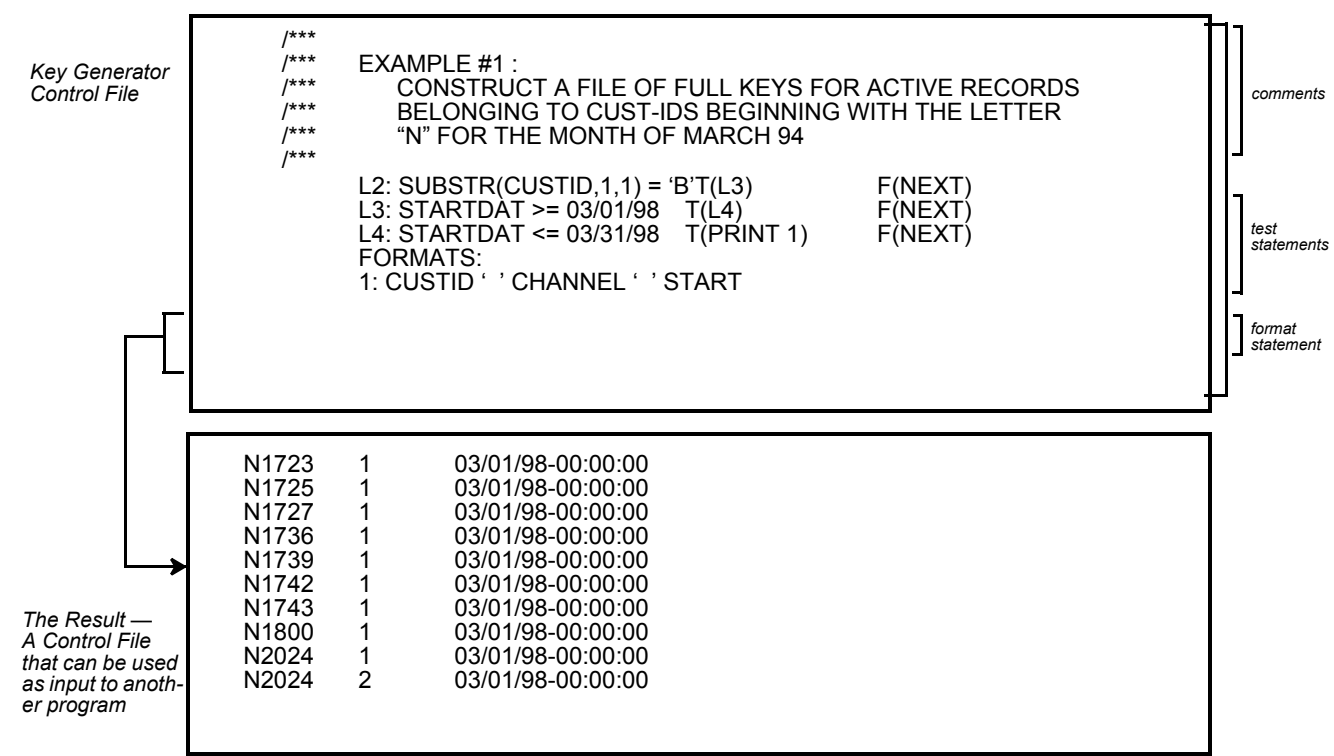 Key Generator
Control File
/***
/*** EXAMPLE #1 :
/*** CONSTRUCT A FILE OF FULL KEYS FOR ACTIVE RECORDS
/*** BELONGING TO CUST-IDS BEGINNING WITH THE LETTER
/*** “N” FOR THE MONTH OF MARCH 94
/***
L2: SUBSTR(CUSTID,1,1) = ‘B’T(L3) F(NEXT)
L3: STARTDAT >= 03/01/98 T(L4) F(NEXT)
L4: STARTDAT <= 03/31/98 T(PRINT 1) F(NEXT)
FORMATS:
1: CUSTID ‘ ’ CHANNEL ‘ ’ START
comments
test
statements
format
statement
The Result —
A Control File
that can be used
as input to anoth-
er program
N1723 1 03/01/98-00:00:00
N1725 1 03/01/98-00:00:00
N1727 1 03/01/98-00:00:00
N1736 1 03/01/98-00:00:00
N1739 1 03/01/98-00:00:00
N1742 1 03/01/98-00:00:00
N1743 1 03/01/98-00:00:00
N1800 1 03/01/98-00:00:00
N2024 1 03/01/98-00:00:00
N2024 2 03/01/98-00:00:00